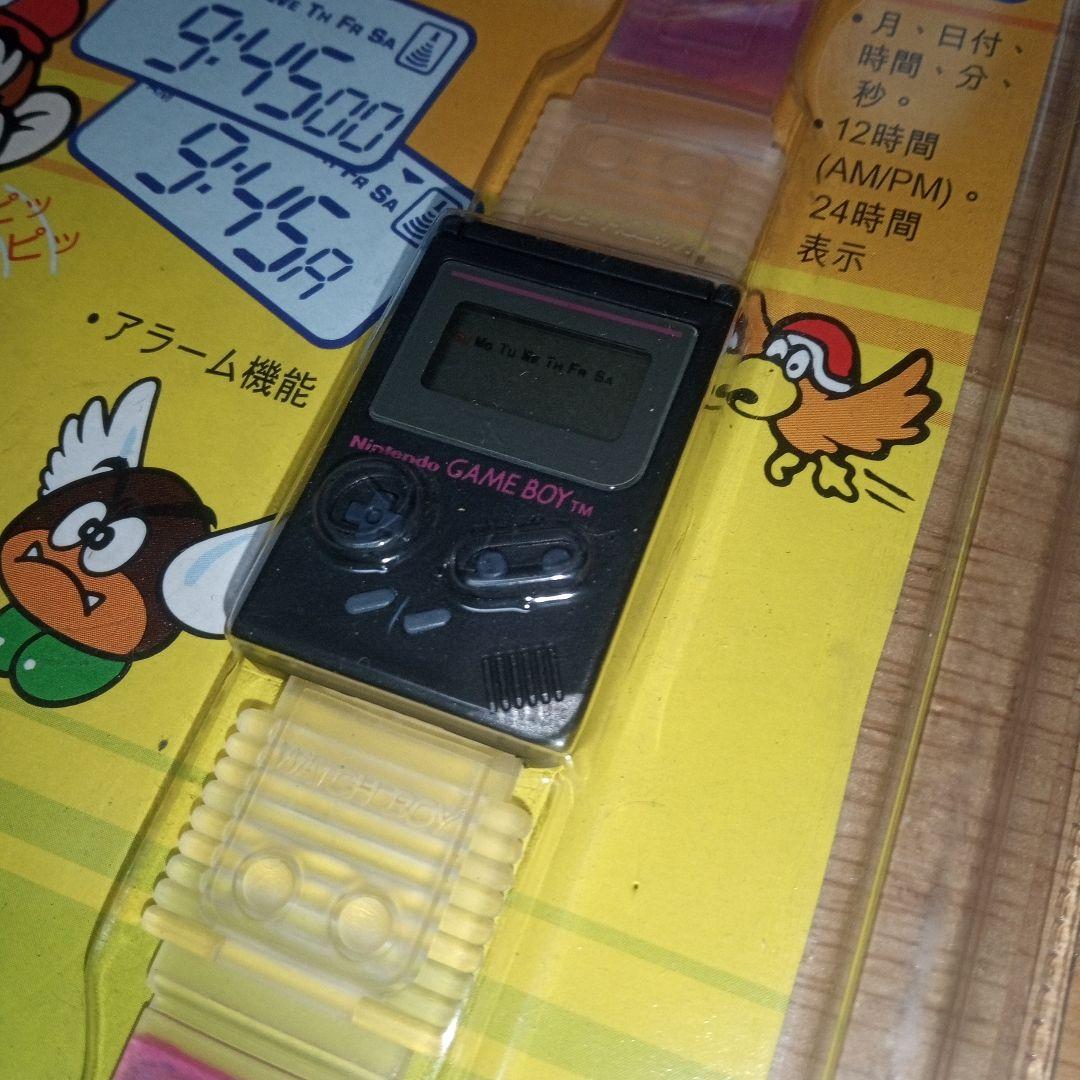 WE TH FR SA
9:45 00
TH FR SA
9:45 A
ピッ
ピッ
•アラーム機能
•月、日付、
時間、分、
秒。
•12時間
(AM/PM)。
24時間
表示
Mo Tu We TH FR SA
Nintendo GAME BOY TM
WATCH BOY